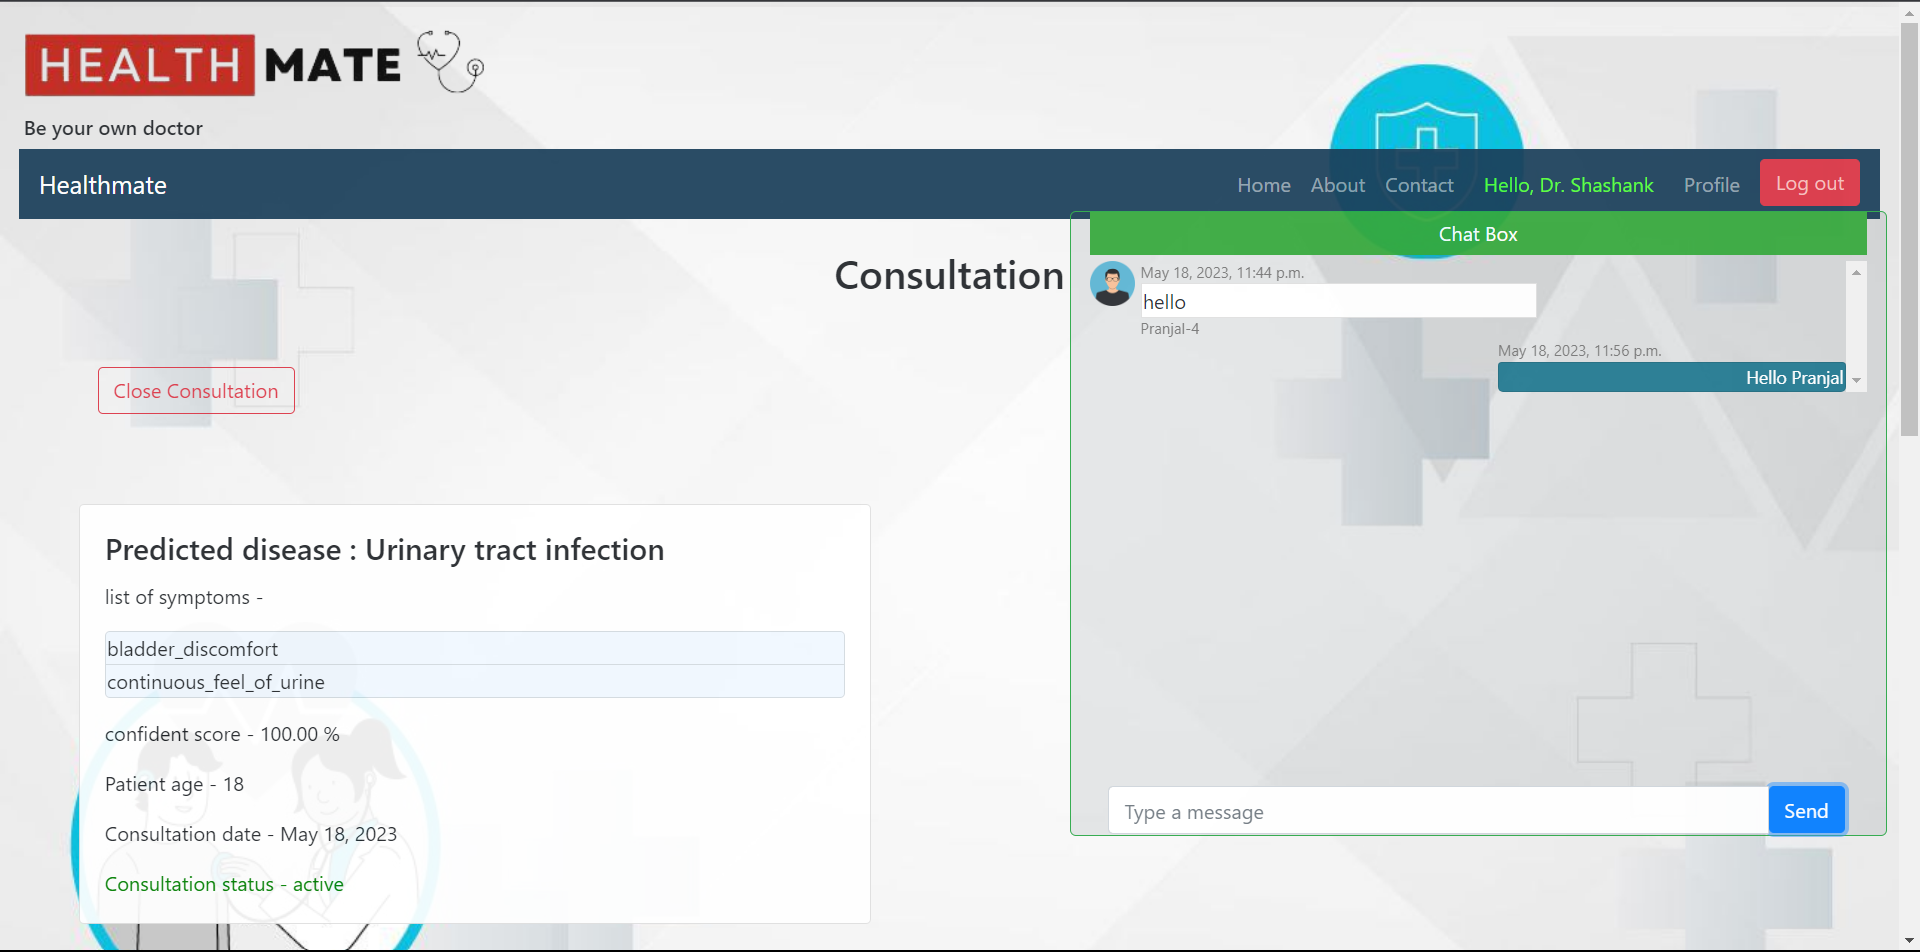 HEALTH MATE
Be your own doctor
Healthmate
Home About Contact Hello, Dr. Shashank Profile Log out
Consultation
Close Consultation
Predicted disease : Urinary tract infection
list of symptoms -
bladder_discomfort
continuous_feel_of_urine
confident score - 100.00 %
Patient age - 18
Consultation date - May 18, 2023
Consultation status - active
Chat Box
May 18, 2023, 11:44 p.m.
hello
Pranjal-4
May 18, 2023, 11:56 p.m.
Hello Pranjal
Type a message
Send